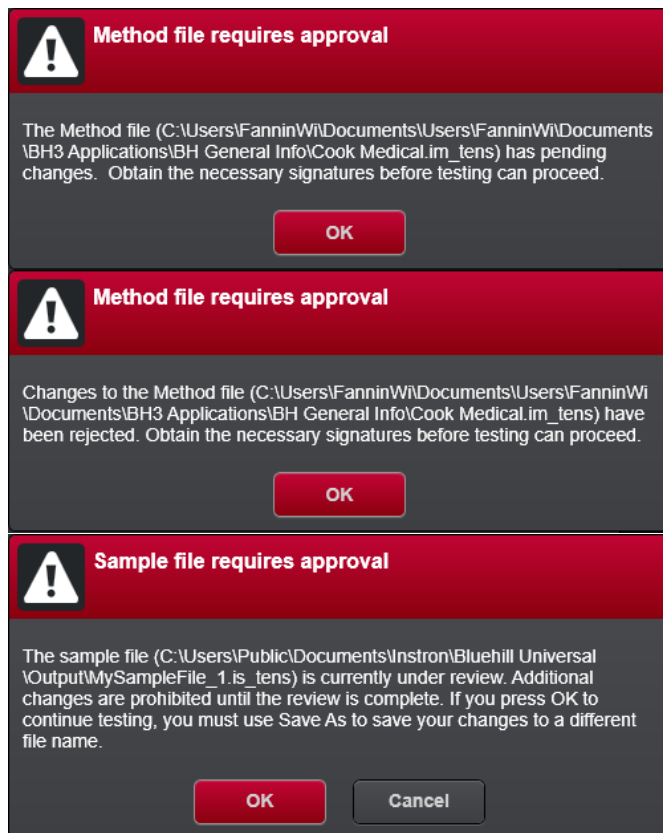 Method file requires approval
The Method file (C:\Users\FanninWi\Documents\Users\FanninWi\Documents
\BH3 Applications\BH General Info\Cook Medical.im_tens) has pending
changes.  Obtain the necessary signatures before testing can proceed.
OK
Method file requires approval
Changes to the Method file (C:\Users\FanninWi\Documents\Users\FanninWi
\Documents\BH3 Applications\BH General Info\Cook Medical.im_tens) have
been rejected. Obtain the necessary signatures before testing can proceed.
OK
Sample file requires approval
The sample file (C:\Users\Public\Documents\Instron\Bluehill Universal
\Output\MySampleFile_1.is_tens) is currently under review. Additional
changes are prohibited until the review is complete. If you press OK to
continue testing, you must use Save As to save your changes to a different
file name.
OK Cancel